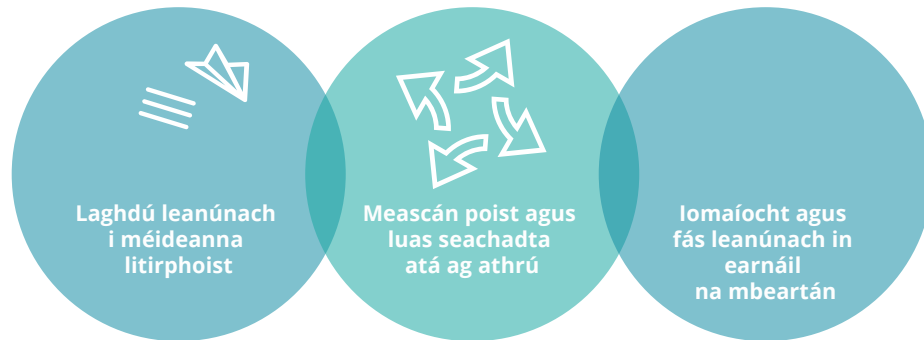 Laghdú leanúnach
i méideanna
litirphoist
Meascán poist agus
luas seachadta
atá ag athrú
Iomaíocht agus
fás leanúnach in
earnáil
na mbeartán